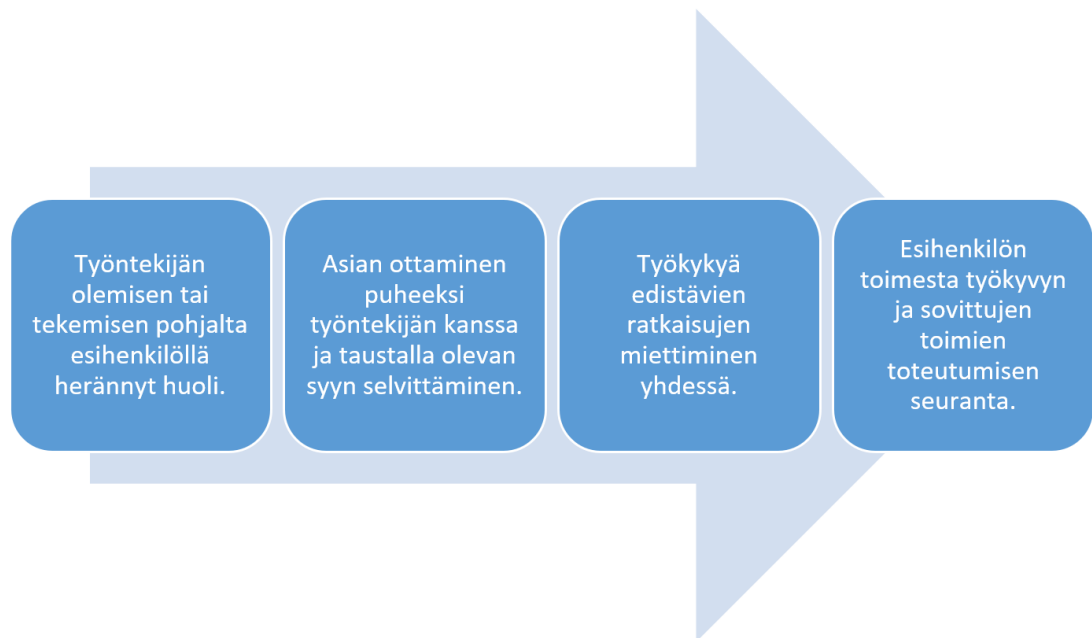 Työntekijän
olemisen tai
tekemisen pohjalta
esihenkilöllä
herännyt huoli.
Asian ottaminen
puheeksi
työntekijän kanssa
ja taustalla olevan
syyn selvittäminen.
Työkykyä
edistävien
ratkaisujen
miettiminen
yhdessä.
Esihenkilön
toimesta työkyvyn
ja sovittujen
toimien
toteutumisen
seuranta.